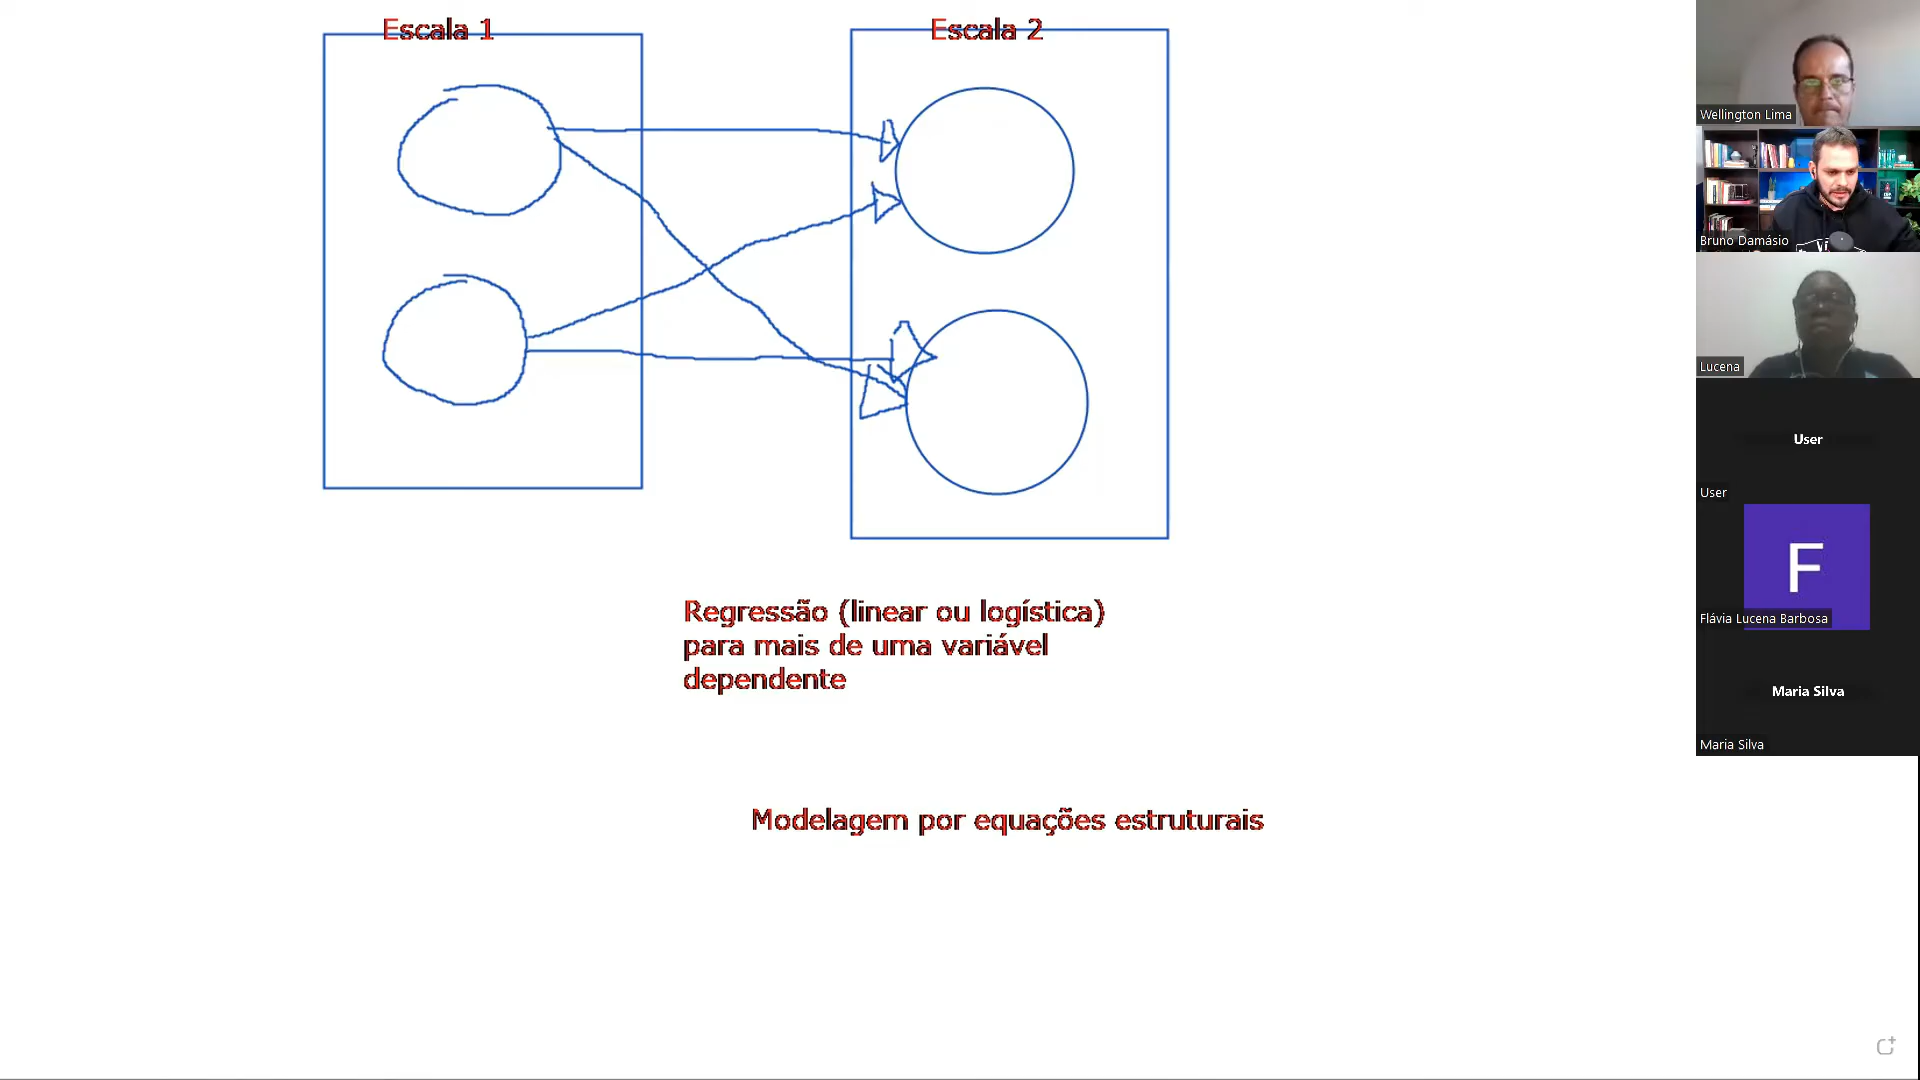 Escala 1
Escala 2
Regressão (linear ou logística)
para mais de uma variável
dependente
Modelagem por equações estruturais
Wellington Lima
Bruno Damásio
Lucena
User
User
F
Flávia Lucena Barbosa
Maria Silva
Maria Silva